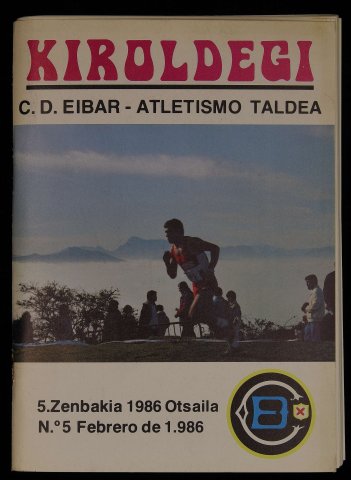 KIROLDEGI
C. D. EIBAR - ATLETISMO TALDEA
5.Zenbakia 1986 Otsaila
N.º 5 Febrero de 1.986